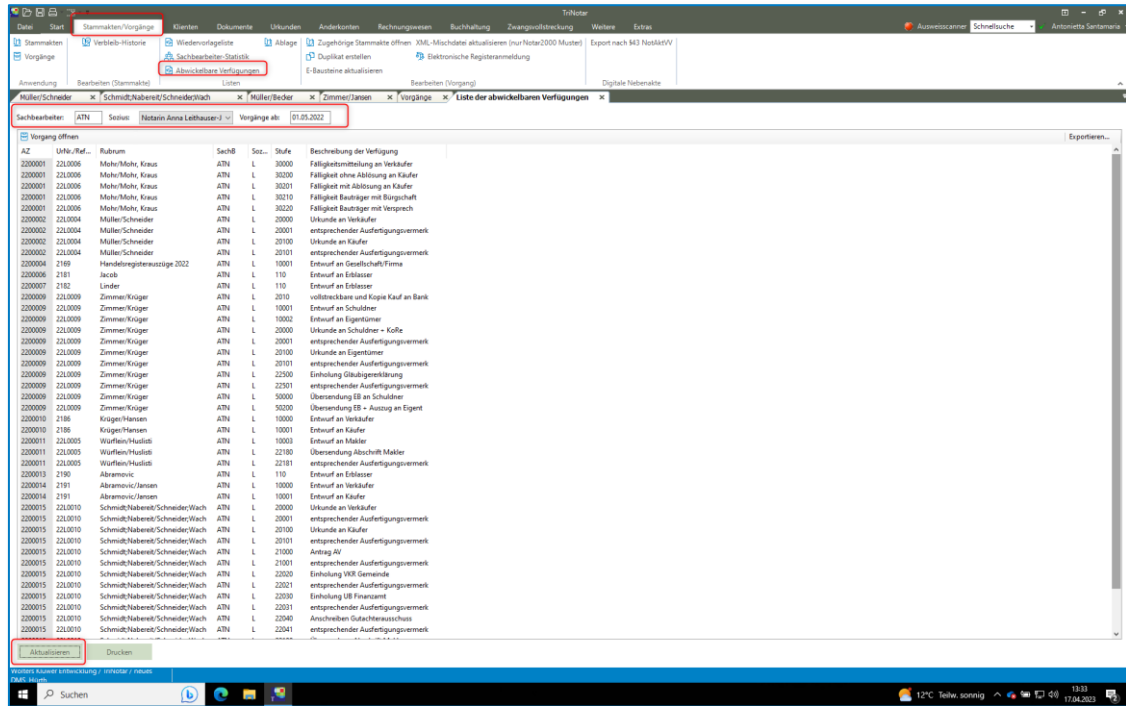 TriNotar
Datei Start Stammakten/Vorgänge Klienten Dokumente Urkunden Anderkonten Rechnungswesen Buchhaltung Zwangsvollstreckung Weitere Extras Ausweisscanner Schnellsuche Antonietta Santamaria
Stammakten Verbleib-Historie Wiedervorlageliste Ablage Zugehörige Stammakte öffnen XML-Mischdatei aktualisieren (nur Notar2000 Muster) Export nach §43 NotAktVV
Vorgänge Sachbearbeiter-Statistik Duplikat erstellen Elektronische Registeranmeldung
Abwickelbare Verfügungen E-Bausteine aktualisieren
Anwendung Bearbeiten (Stammakte) Listen Bearbeiten (Vorgang) Digitale Nebenakte
Müller/Schneider × Schmidt;Nabereit/Schneider;Wach × Müller/Becker × Zimmer/Jansen × Vorgänge × Liste der abwickelbaren Verfügungen ×
Sachbearbeiter: ATN Sozius: Notarin Anna Leithauser-J Vorgänge ab: 01.05.2022
Vorgang öffnen Exportieren...
AZ UrNr./Ref... Rubrum SachB Soz... Stufe Beschreibung der Verfügung
2200001 22L0006 Mohr/Mohr, Kraus ATN L 30000 Fälligkeitsmitteilung an Verkäufer
2200001 22L0006 Mohr/Mohr, Kraus ATN L 30200 Fälligkeit ohne Ablösung an Käufer
2200001 22L0006 Mohr/Mohr, Kraus ATN L 30201 Fälligkeit mit Ablösung an Käufer
2200001 22L0006 Mohr/Mohr, Kraus ATN L 30210 Fälligkeit Bauträger mit Bürgschaft
2200001 22L0006 Mohr/Mohr, Kraus ATN L 30220 Fälligkeit Bauträger mit Versprech
2200002 22L0004 Müller/Schneider ATN L 20000 Urkunde an Verkäufer
2200002 22L0004 Müller/Schneider ATN L 20001 entsprechender Ausfertigungsvermerk
2200002 22L0004 Müller/Schneider ATN L 20100 Urkunde an Käufer
2200002 22L0004 Müller/Schneider ATN L 20101 entsprechender Ausfertigungsvermerk
2200004 2169 Handelsregisterauszüge 2022 ATN L 10001 Entwurf an Gesellschaft/Firma
2200006 2181 Jacob ATN L 110 Entwurf an Erblasser
2200007 2182 Linder ATN L 110 Entwurf an Erblasser
2200009 22L0009 Zimmer/Krüger ATN L 2010 vollstreckbare und Kopie Kauf an Bank
2200009 22L0009 Zimmer/Krüger ATN L 10001 Entwurf an Schuldner
2200009 22L0009 Zimmer/Krüger ATN L 10002 Entwurf an Eigentümer
2200009 22L0009 Zimmer/Krüger ATN L 20000 Urkunde an Schuldner + KoRe
2200009 22L0009 Zimmer/Krüger ATN L 20001 entsprechender Ausfertigungsvermerk
2200009 22L0009 Zimmer/Krüger ATN L 20100 Urkunde an Eigentümer
2200009 22L0009 Zimmer/Krüger ATN L 20101 entsprechender Ausfertigungsvermerk
2200009 22L0009 Zimmer/Krüger ATN L 22500 Einholung Gläubigererklärung
2200009 22L0009 Zimmer/Krüger ATN L 22501 entsprechender Ausfertigungsvermerk
2200009 22L0009 Zimmer/Krüger ATN L 50000 Übersendung EB an Schuldner
2200009 22L0009 Zimmer/Krüger ATN L 50200 Übersendung EB + Auszug an Eigent
2200010 2186 Krüger/Hansen ATN L 10000 Entwurf an Verkäufer
2200010 2186 Krüger/Hansen ATN L 10001 Entwurf an Käufer
2200011 22L0005 Würflein/Huslisti ATN L 10003 Entwurf an Makler
2200011 22L0005 Würflein/Huslisti ATN L 22180 Übersendung Abschrift Makler
2200011 22L0005 Würflein/Huslisti ATN L 22181 entsprechender Ausfertigungsvermerk
2200013 2190 Abramovic ATN L 110 Entwurf an Erblasser
2200014 2191 Abramovic/Jansen ATN L 10000 Entwurf an Verkäufer
2200014 2191 Abramovic/Jansen ATN L 10001 Entwurf an Käufer
2200015 22L0010 Schmidt;Nabereit/Schneider;Wach ATN L 20000 Urkunde an Verkäufer
2200015 22L0010 Schmidt;Nabereit/Schneider;Wach ATN L 20001 entsprechender Ausfertigungsvermerk
2200015 22L0010 Schmidt;Nabereit/Schneider;Wach ATN L 20100 Urkunde an Käufer
2200015 22L0010 Schmidt;Nabereit/Schneider;Wach ATN L 20101 entsprechender Ausfertigungsvermerk
2200015 22L0010 Schmidt;Nabereit/Schneider;Wach ATN L 21000 Antrag AV
2200015 22L0010 Schmidt;Nabereit/Schneider;Wach ATN L 21001 entsprechender Ausfertigungsvermerk
2200015 22L0010 Schmidt;Nabereit/Schneider;Wach ATN L 22020 Einholung VKR Gemeinde
2200015 22L0010 Schmidt;Nabereit/Schneider;Wach ATN L 22021 entsprechender Ausfertigungsvermerk
2200015 22L0010 Schmidt;Nabereit/Schneider;Wach ATN L 22030 Einholung UB Finanzamt
2200015 22L0010 Schmidt;Nabereit/Schneider;Wach ATN L 22031 entsprechender Ausfertigungsvermerk
2200015 22L0010 Schmidt;Nabereit/Schneider;Wach ATN L 22040 Anschreiben Gutachterausschuss
2200015 22L0010 Schmidt;Nabereit/Schneider;Wach ATN L 22041 entsprechender Ausfertigungsvermerk
Aktualisieren Drucken
Wolters Kluwer Entwicklung / TriNotar / neues
DMS Hürth
Suchen 12°C Teilw. sonnig 13:33
17.04.2023